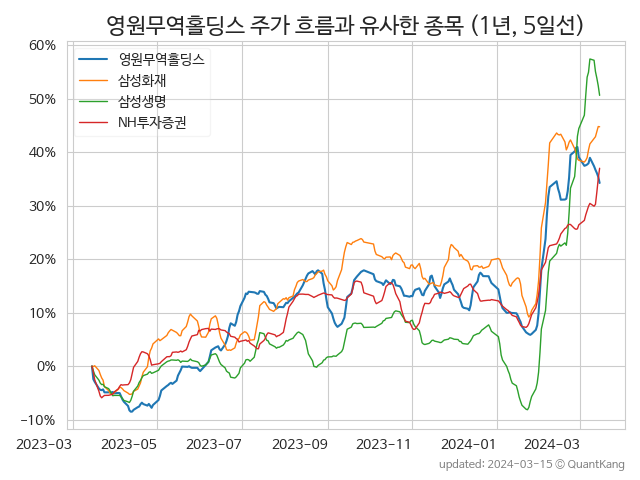 영원무역홀딩스 주가 흐름과 유사한 종목 (1년, 5일선)
60%
50%
40%
30%
20%
10%
0%
−10%
영원무역홀딩스
삼성화재
삼성생명
NH투자증권
2023-03 2023-05 2023-07 2023-09 2023-11 2024-01 2024-03
updated: 2024-03-15 © QuantKang